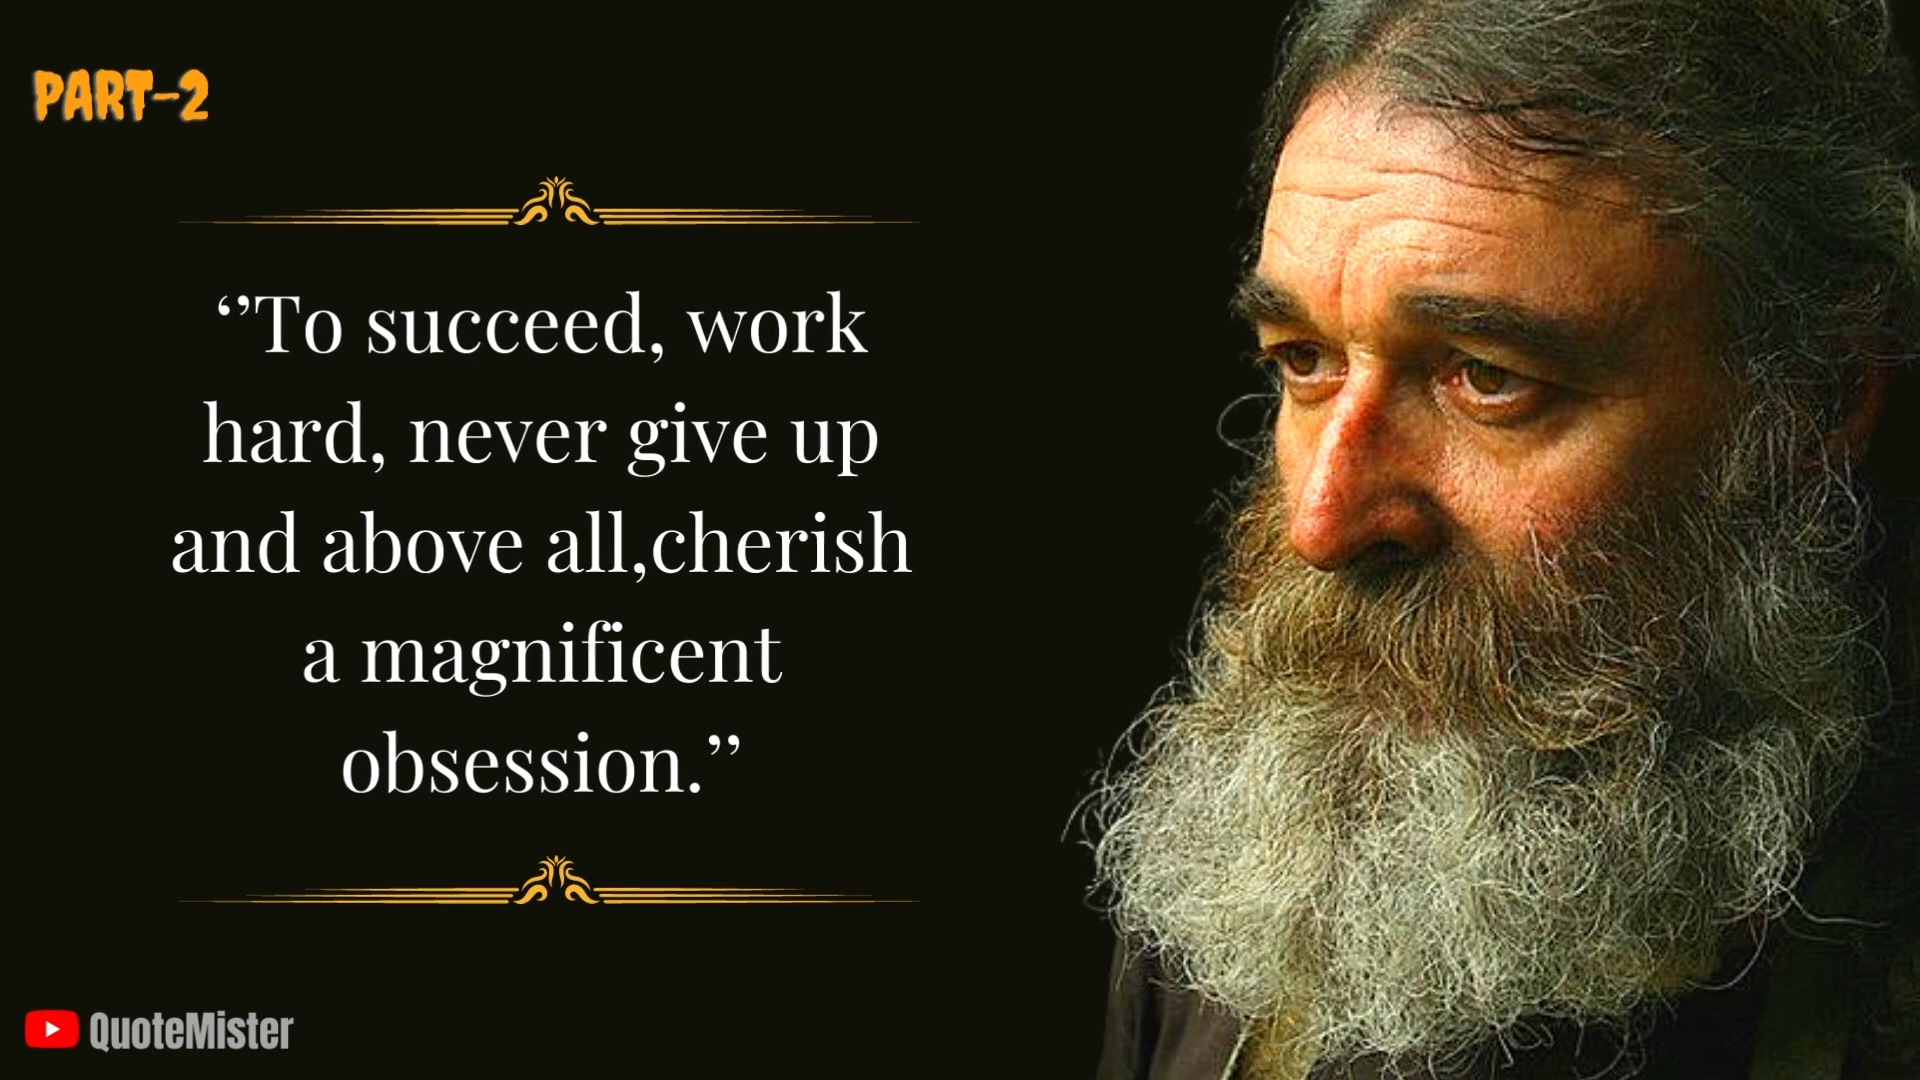 PART-2
‘’To succeed, work
hard, never give up
and above all,cherish
a magnificent
obsession.’’
QuoteMister